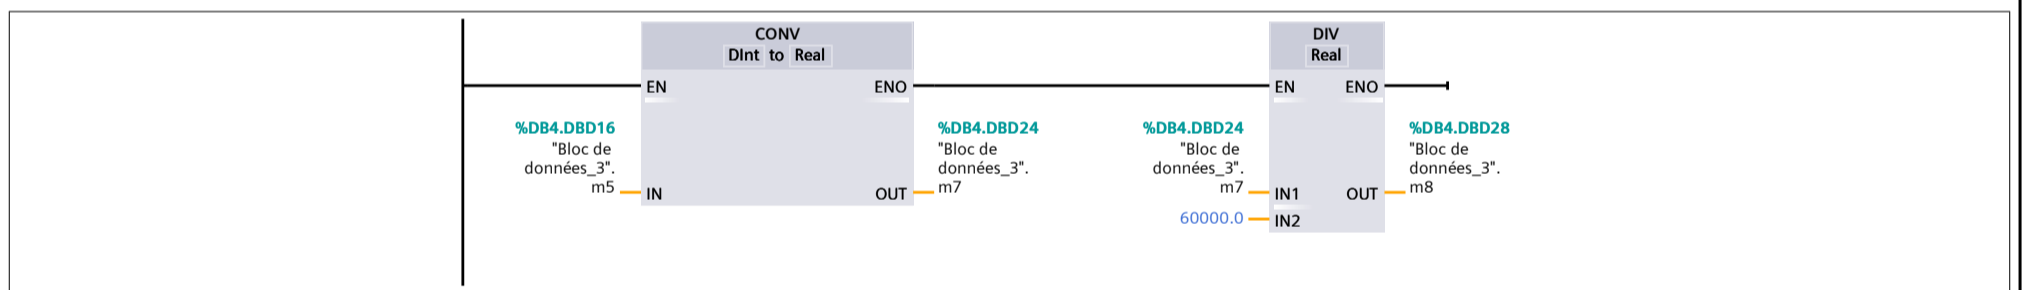 CONV
DInt to Real
EN
ENO
%DB4.DBD16
"Bloc de
données_3".
m5
IN
OUT
%DB4.DBD24
"Bloc de
données_3".
m7
DIV
Real
EN
ENO
%DB4.DBD24
"Bloc de
données_3".
m7
IN1
60000.0
IN2
OUT
%DB4.DBD28
"Bloc de
données_3".
m8